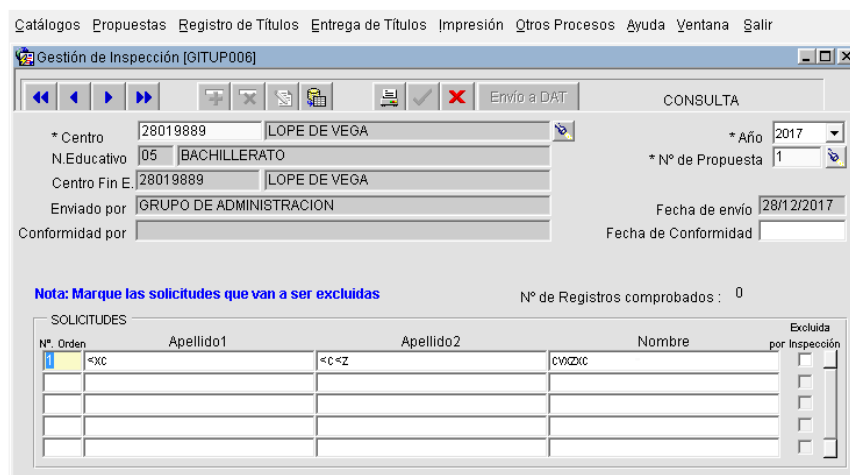 Catálogos Propuestas Registro de Títulos Entrega de Títulos Impresión Otros Procesos Ayuda Ventana Salir
Gestión de Inspección [GITUP006]
Envío a DAT CONSULTA
* Centro 28019889 LOPE DE VEGA * Año 2017
N.Educativo 05 BACHILLERATO * Nº de Propuesta 1
Centro Fin E. 28019889 LOPE DE VEGA
Enviado por GRUPO DE ADMINISTRACION Fecha de envío 28/12/2017
Conformidad por Fecha de Conformidad
Nota: Marque las solicitudes que van a ser excluidas Nº de Registros comprobados : 0
SOLICITUDES
Nº. Orden Apellido1 Apellido2 Nombre Excluida por Inspección
1 <xc <c<z cvxzxc